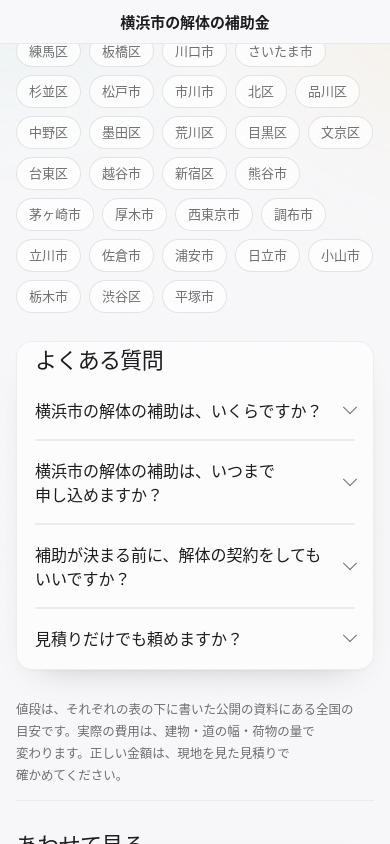 横浜市の解体の補助金
練馬区 板橋区 川口市 さいたま市
杉並区 松戸市 市川市 北区 品川区
中野区 墨田区 荒川区 目黒区 文京区
台東区 越谷市 新宿区 熊谷市
茅ヶ崎市 厚木市 西東京市 調布市
立川市 佐倉市 浦安市 日立市 小山市
栃木市 渋谷区 平塚市
よくある質問
横浜市の解体の補助は、いくらですか？
横浜市の解体の補助は、いつまで
申し込めますか？
補助が決まる前に、解体の契約をしても
いいですか？
見積りだけでも頼めますか？
値段は、それぞれの表の下に書いた公開の資料にある全国の
目安です。実際の費用は、建物・道の幅・荷物の量で
変わります。正しい金額は、現地を見た見積りで
確かめてください。
あわせて見る